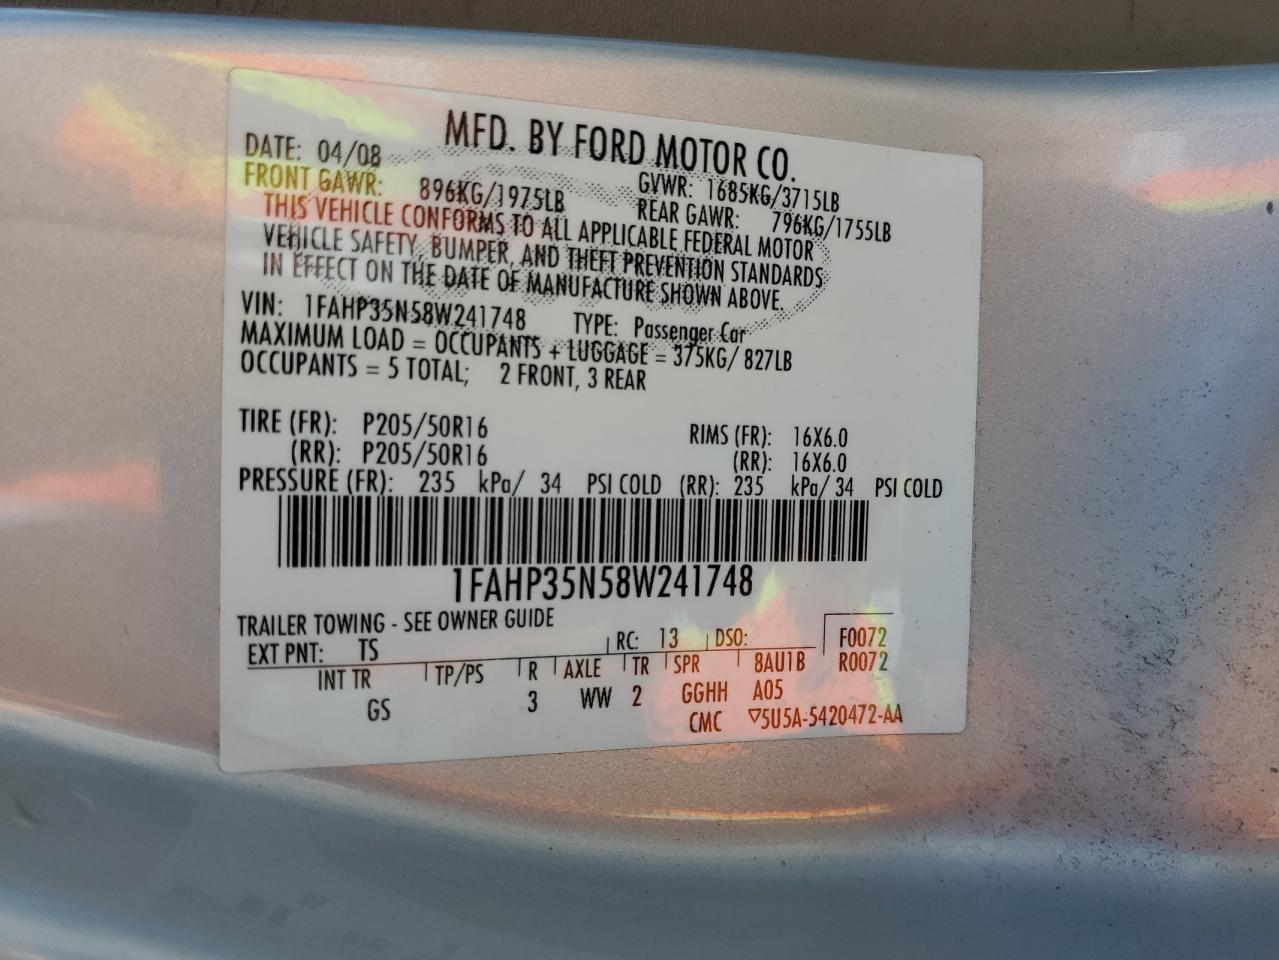 MFD. BY FORD MOTOR CO.
DATE: 04/08 GVWR: 1685KG/3715LB
FRONT GAWR: 896KG/1975LB REAR GAWR: 796KG/1755LB
THIS VEHICLE CONFORMS TO ALL APPLICABLE FEDERAL MOTOR
VEHICLE SAFETY, BUMPER, AND THEFT PREVENTION STANDARDS
IN EFFECT ON THE DATE OF MANUFACTURE SHOWN ABOVE.
VIN: 1FAHP35N58W241748 TYPE: Passenger Car
MAXIMUM LOAD = OCCUPANTS + LUGGAGE = 375KG/ 827LB
OCCUPANTS = 5 TOTAL; 2 FRONT, 3 REAR
TIRE (FR): P205/50R16 RIMS (FR): 16X6.0
(RR): P205/50R16 (RR): 16X6.0
PRESSURE (FR): 235 kPa/ 34 PSI COLD (RR): 235 kPa/ 34 PSI COLD
1FAHP35N58W241748
TRAILER TOWING - SEE OWNER GUIDE
EXT PNT: TS RC: 13 DSO: F0072
R0072
INT TR TP/PS R AXLE TR SPR 8AU1B
GS 3 WW 2 GGHH A05
CMC ▽5U5A-5420472-AA